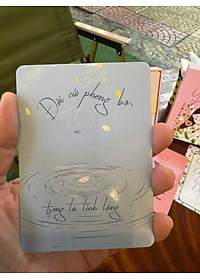 Đời cứ phong ba
lòng ta tĩnh lặng